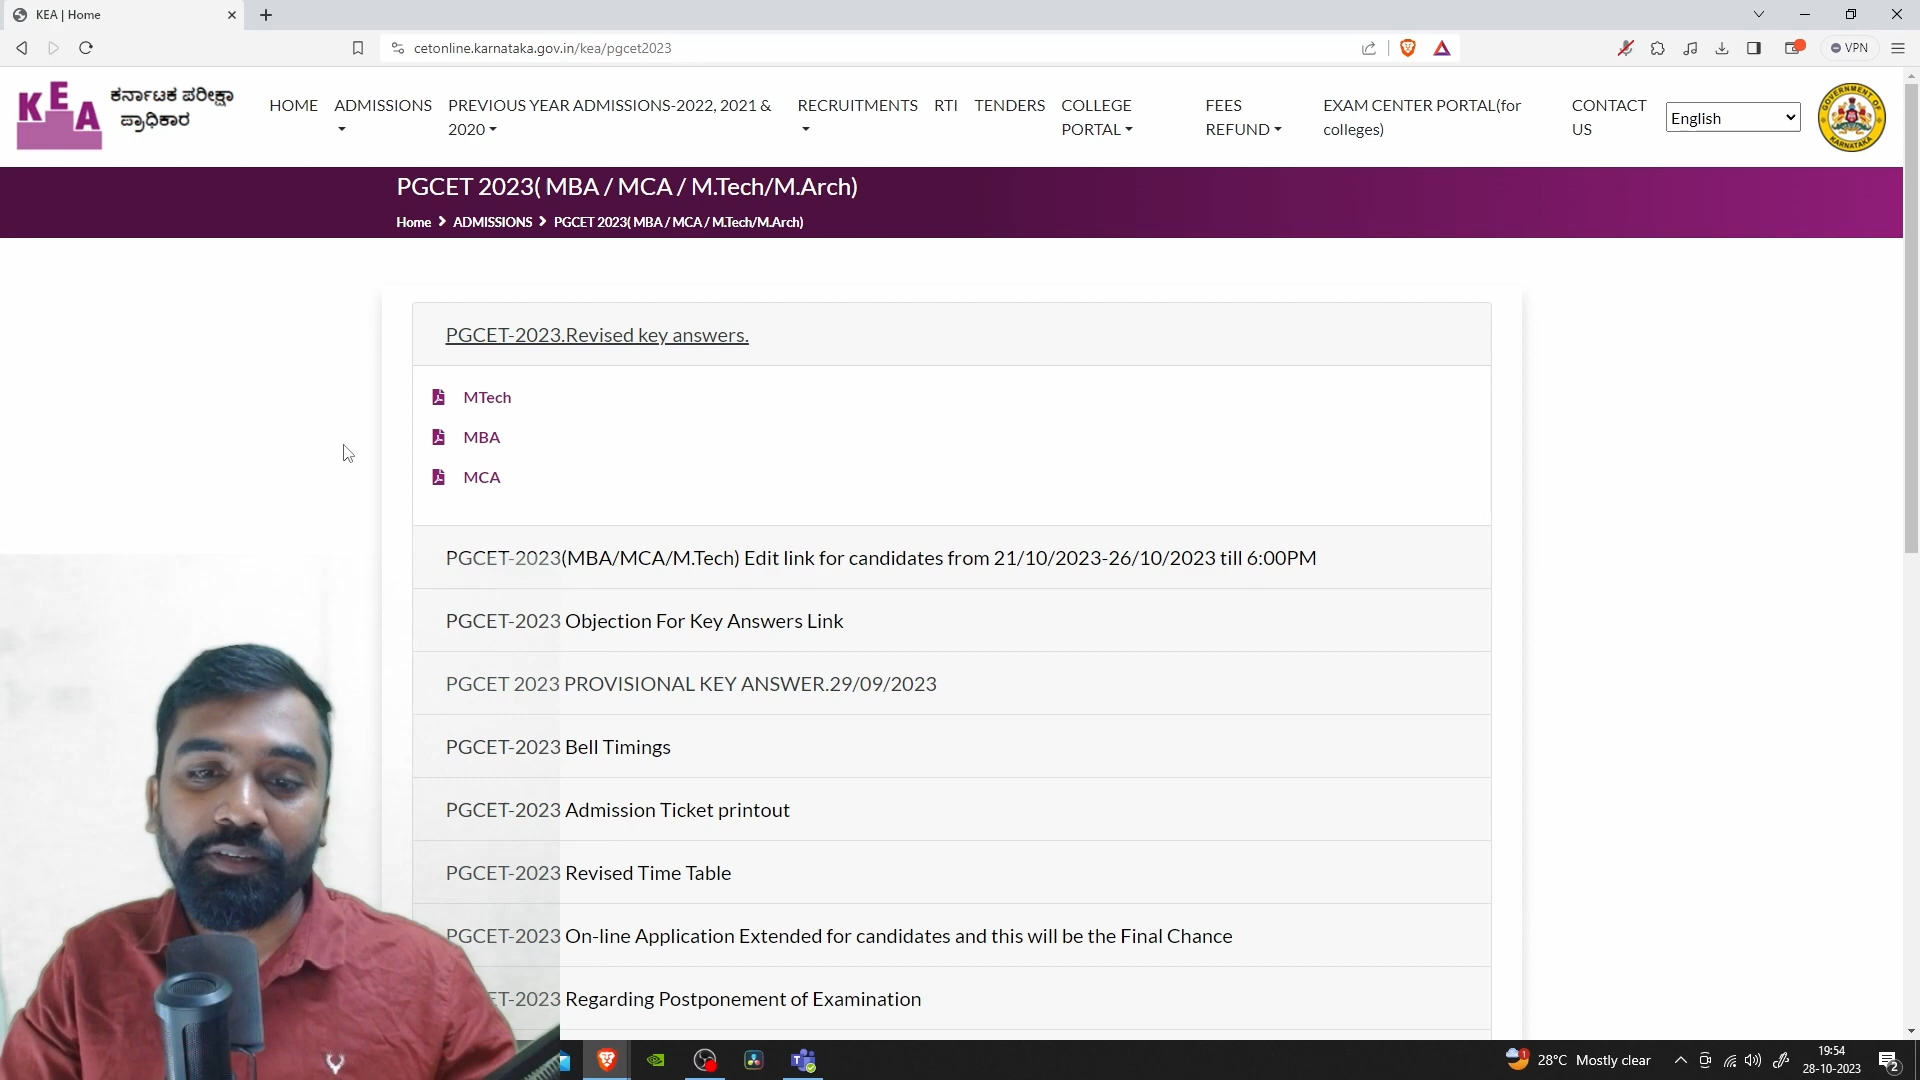 KEA | Home
cetonline.karnataka.gov.in/kea/pgcet2023
VPN
KEA
ಕರ್ನಾಟಕ ಪರೀಕ್ಷಾ
ಪ್ರಾಧಿಕಾರ
HOME
ADMISSIONS
PREVIOUS YEAR ADMISSIONS-2022, 2021 &
2020
RECRUITMENTS
RTI
TENDERS
COLLEGE
PORTAL
FEES
REFUND
EXAM CENTER PORTAL(for
colleges)
CONTACT
US
English
GOVERNMENT OF
KARNATAKA
PGCET 2023( MBA / MCA / M.Tech/M.Arch)
Home > ADMISSIONS > PGCET 2023( MBA / MCA / M.Tech/M.Arch)
PGCET-2023.Revised key answers.
MTech
MBA
MCA
PGCET-2023(MBA/MCA/M.Tech) Edit link for candidates from 21/10/2023-26/10/2023 till 6:00PM
PGCET-2023 Objection For Key Answers Link
PGCET 2023 PROVISIONAL KEY ANSWER.29/09/2023
PGCET-2023 Bell Timings
PGCET-2023 Admission Ticket printout
PGCET-2023 Revised Time Table
PGCET-2023 On-line Application Extended for candidates and this will be the Final Chance
ET-2023 Regarding Postponement of Examination
28°C Mostly clear
19:54
28-10-2023
2